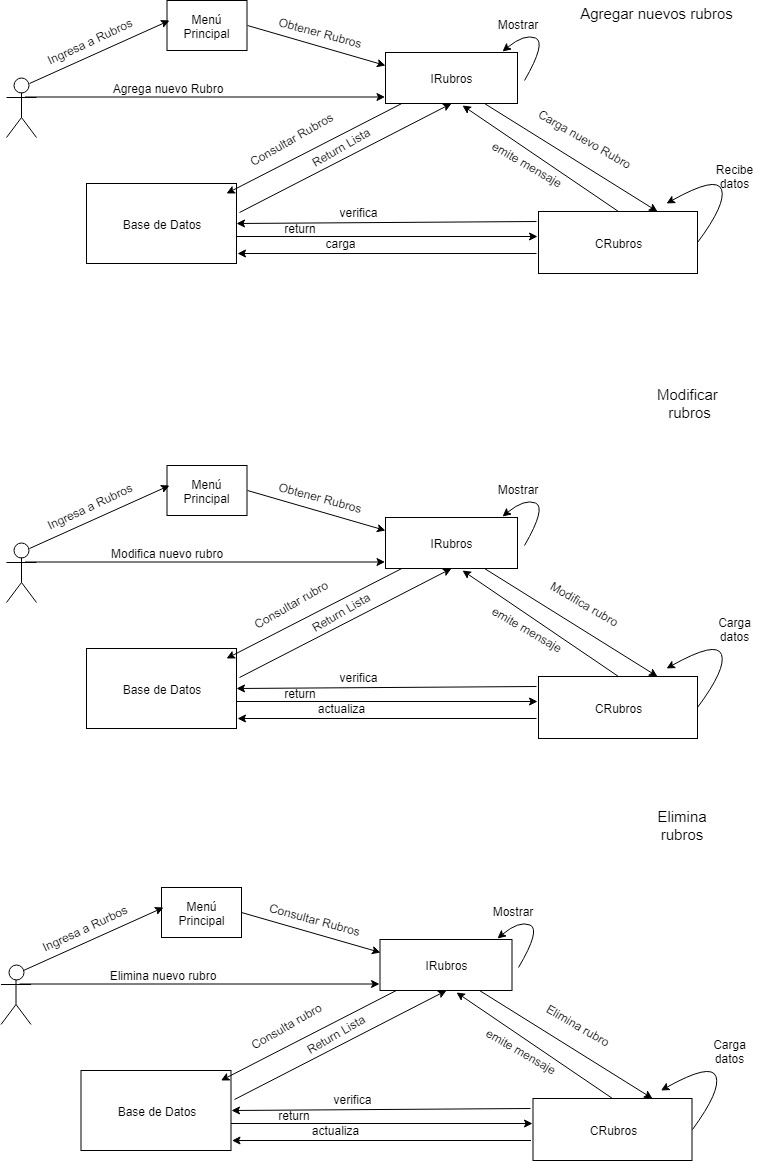 Agregar nuevos rubros
Menú
Principal
Ingresa a Rubros
Obtener Rubros
Mostrar
IRubros
Agrega nuevo Rubro
Consultar Rubros
Return Lista
Carga nuevo Rubro
emite mensaje
Recibe
datos
Base de Datos
verifica
return
carga
CRubros
Modificar
rubros
Menú
Principal
Ingresa a Rubros
Obtener Rubros
Mostrar
IRubros
Modifica nuevo rubro
Consultar rubro
Return Lista
Modifica rubro
emite mensaje
Carga
datos
Base de Datos
verifica
return
actualiza
CRubros
Elimina
rubros
Menú
Principal
Ingresa a Rurbos
Consultar Rubros
Mostrar
IRubros
Elimina nuevo rubro
Consulta rubro
Return Lista
Elimina rubro
emite mensaje
Carga
datos
Base de Datos
verifica
return
actualiza
CRubros